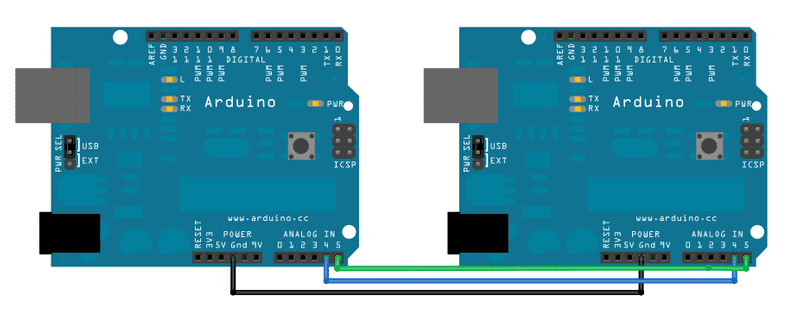 AREF
GND
13
12
11
10
9
8
7
6
5
4
3
2
1
0
TX
RX
PWM
PWM
PWM
DIGITAL
PWM
PWM
PWM
L
TX
RX
Arduino
PWR
1
PWR SEL
USB
EXT
ICSP
www.arduino.cc
POWER
ANALOG IN
RESET
3V3
5V Gnd 9V
0 1 2 3 4 5
AREF
GND
13
12
11
10
9
8
7
6
5
4
3
2
1
0
TX
RX
PWM
PWM
PWM
DIGITAL
PWM
PWM
PWM
L
TX
RX
Arduino
PWR
1
PWR SEL
USB
EXT
ICSP
www.arduino.cc
POWER
ANALOG IN
RESET
3V3
5V Gnd 9V
0 1 2 3 4 5